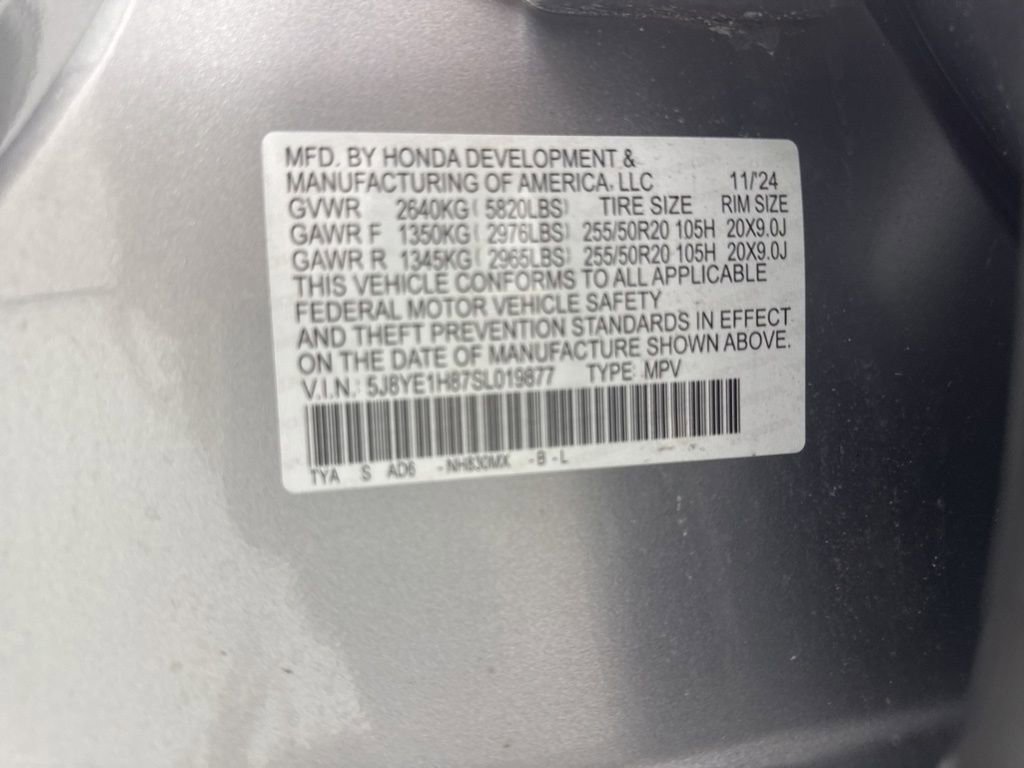 MFD. BY HONDA DEVELOPMENT &
MANUFACTURING OF AMERICA, LLC 11/'24
GVWR 2640KG( 5820LBS) TIRE SIZE RIM SIZE
GAWR F 1350KG( 2976LBS) 255/50R20 105H 20X9.0J
GAWR R 1345KG( 2965LBS) 255/50R20 105H 20X9.0J
THIS VEHICLE CONFORMS TO ALL APPLICABLE
FEDERAL MOTOR VEHICLE SAFETY
AND THEFT PREVENTION STANDARDS IN EFFECT
ON THE DATE OF MANUFACTURE SHOWN ABOVE.
V.I.N.: 5J8YE1H87SL019877 TYPE: MPV
TYA S AD6 -NH830MX -B -L